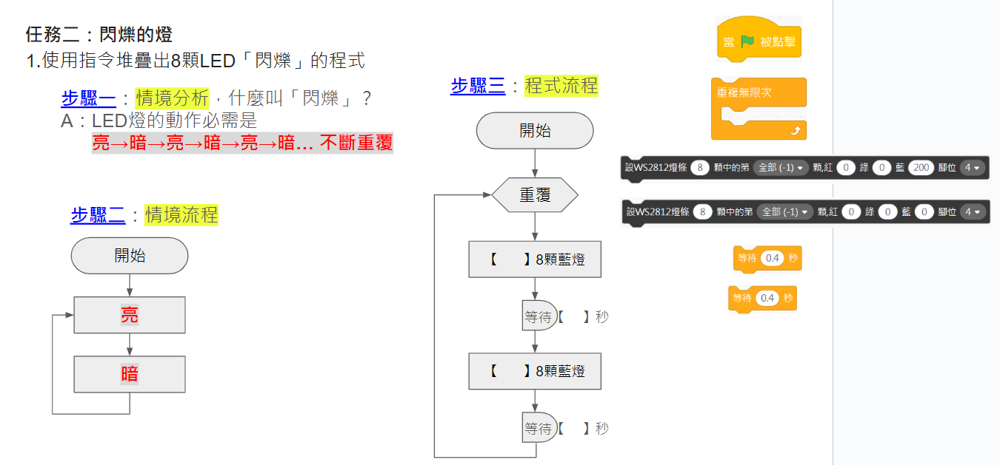 任務二：閃爍的燈
1.使用指令堆疊出8顆LED「閃爍」的程式
步驟一：情境分析，什麼叫「閃爍」？
A：LED燈的動作必需是
亮→暗→亮→暗→亮→暗... 不斷重覆
步驟二：情境流程
開始
亮
暗
步驟三：程式流程
開始
重覆
【　　】8顆藍燈
等待【　】秒
【　　】8顆藍燈
等待【　】秒
當 被點擊
重複無限次
設WS2812燈條 8 顆中的第 全部 (-1) 顆,紅 0 綠 0 藍 200 腳位 4
設WS2812燈條 8 顆中的第 全部 (-1) 顆,紅 0 綠 0 藍 0 腳位 4
等待 0.4 秒
等待 0.4 秒